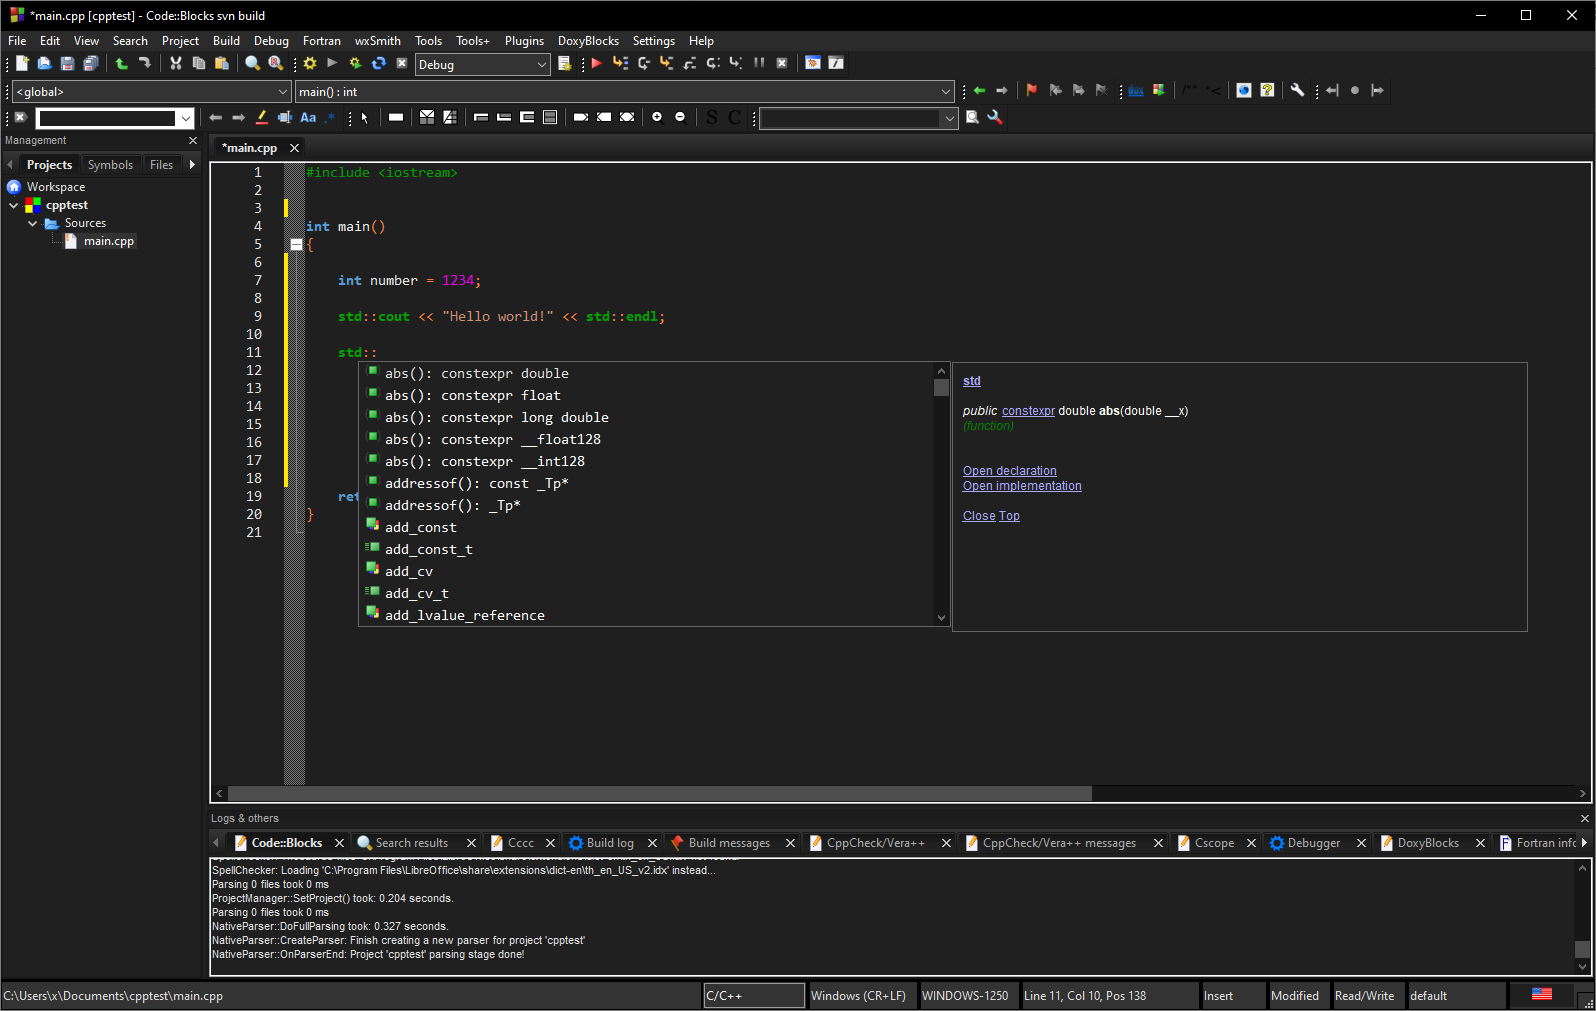 *main.cpp [cpptest] - Code::Blocks svn build
File Edit View Search Project Build Debug Fortran wxSmith Tools Tools+ Plugins DoxyBlocks Settings Help
Debug
<global> main() : int
/** *<
Aa .* S C
Management
Projects Symbols Files
Workspace
cpptest
Sources
main.cpp
*main.cpp
1 #include <iostream>
2
3
4 int main()
5 {
6
7 int number = 1234;
8
9 std::cout << "Hello world!" << std::endl;
10
11 std::
12
13
14
15
16
17
18
19 ret
20 }
21
abs(): constexpr double
abs(): constexpr float
abs(): constexpr long double
abs(): constexpr __float128
abs(): constexpr __int128
addressof(): const _Tp*
addressof(): _Tp*
add_const
add_const_t
add_cv
add_cv_t
add_lvalue_reference
std
public constexpr double abs(double __x)
(function)
Open declaration
Open implementation
Close Top
Logs & others
Code::Blocks Search results Cccc Build log Build messages CppCheck/Vera++ CppCheck/Vera++ messages Cscope Debugger DoxyBlocks Fortran info
SpellChecker: Loading 'C:\Program Files\LibreOffice\share\extensions\dict-en\th_en_US_v2.idx' instead...
Parsing 0 files took 0 ms
ProjectManager::SetProject() took: 0.204 seconds.
Parsing 0 files took 0 ms
NativeParser::DoFullParsing took: 0.327 seconds.
NativeParser::CreateParser: Finish creating a new parser for project 'cpptest'
NativeParser::OnParserEnd: Project 'cpptest' parsing stage done!
C:\Users\x\Documents\cpptest\main.cpp C/C++ Windows (CR+LF) WINDOWS-1250 Line 11, Col 10, Pos 138 Insert Modified Read/Write default